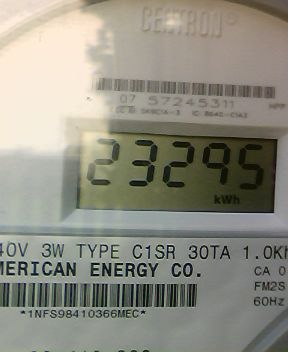 CENTRON®
07 57245311
23295
kWh
40V 3W TYPE C1SR 30TA 1.0K
CA 0
MERICAN ENERGY CO.
FM2S
60Hz
*1NFS98410366MEC*